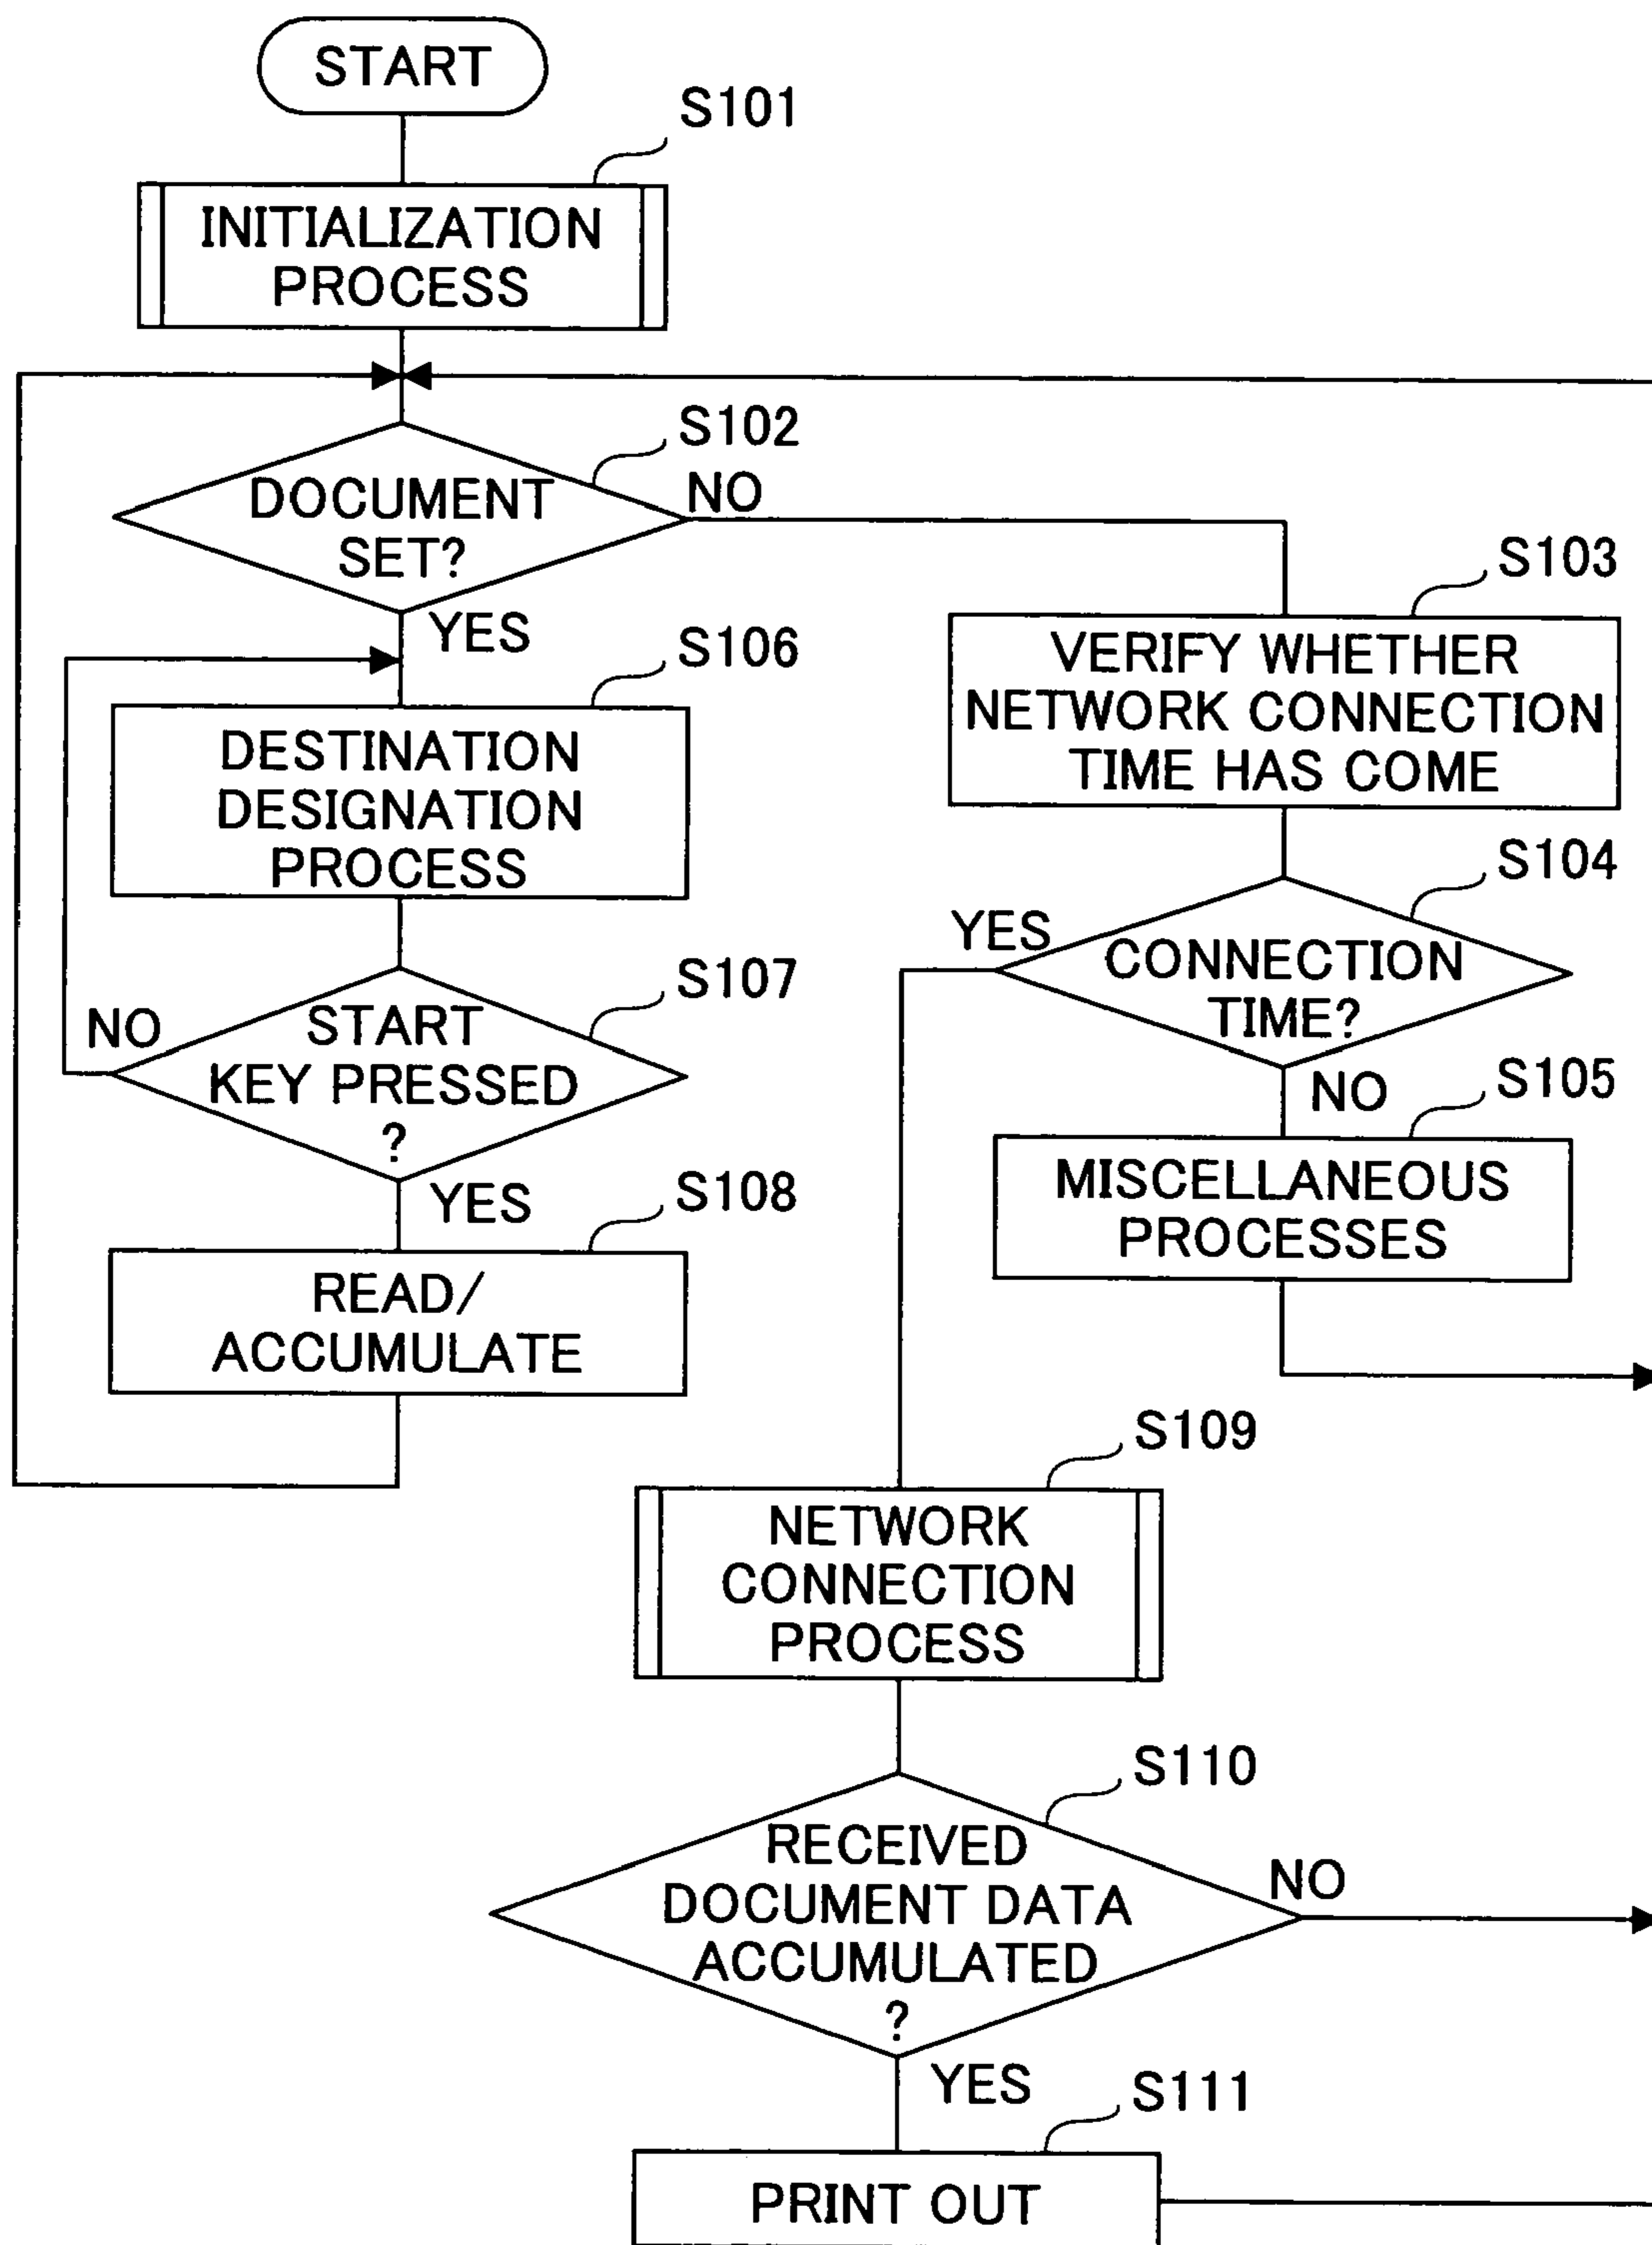 START
S101
INITIALIZATION
PROCESS
S102
DOCUMENT
SET?
NO
YES
S103
VERIFY WHETHER
NETWORK CONNECTION
TIME HAS COME
S106
DESTINATION
DESIGNATION
PROCESS
S104
YES
CONNECTION
TIME?
NO
S107
NO
START
KEY PRESSED
?
YES
S105
MISCELLANEOUS
PROCESSES
S108
READ/
ACCUMULATE
S109
NETWORK
CONNECTION
PROCESS
S110
RECEIVED
DOCUMENT DATA
ACCUMULATED
?
NO
YES
S111
PRINT OUT